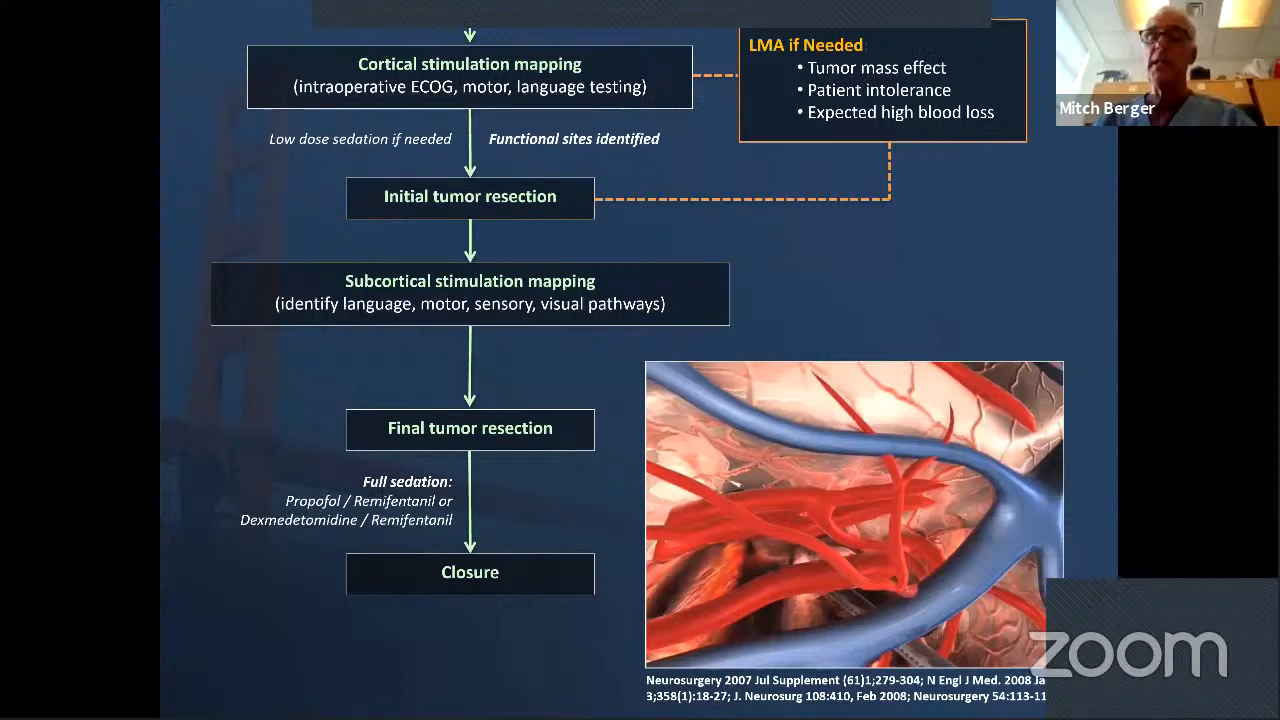 Cortical stimulation mapping
(intraoperative ECOG, motor, language testing)
LMA if Needed
• Tumor mass effect
• Patient intolerance
• Expected high blood loss
Mitch Berger
Low dose sedation if needed
Functional sites identified
Initial tumor resection
Subcortical stimulation mapping
(identify language, motor, sensory, visual pathways)
Final tumor resection
Full sedation:
Propofol / Remifentanil or
Dexmedetomidine / Remifentanil
Closure
zoom
Neurosurgery 2007 Jul Supplement (61)1;279-304; N Engl J Med. 2008 Ja
3;358(1):18-27; J. Neurosurg 108:410, Feb 2008; Neurosurgery 54:113-11